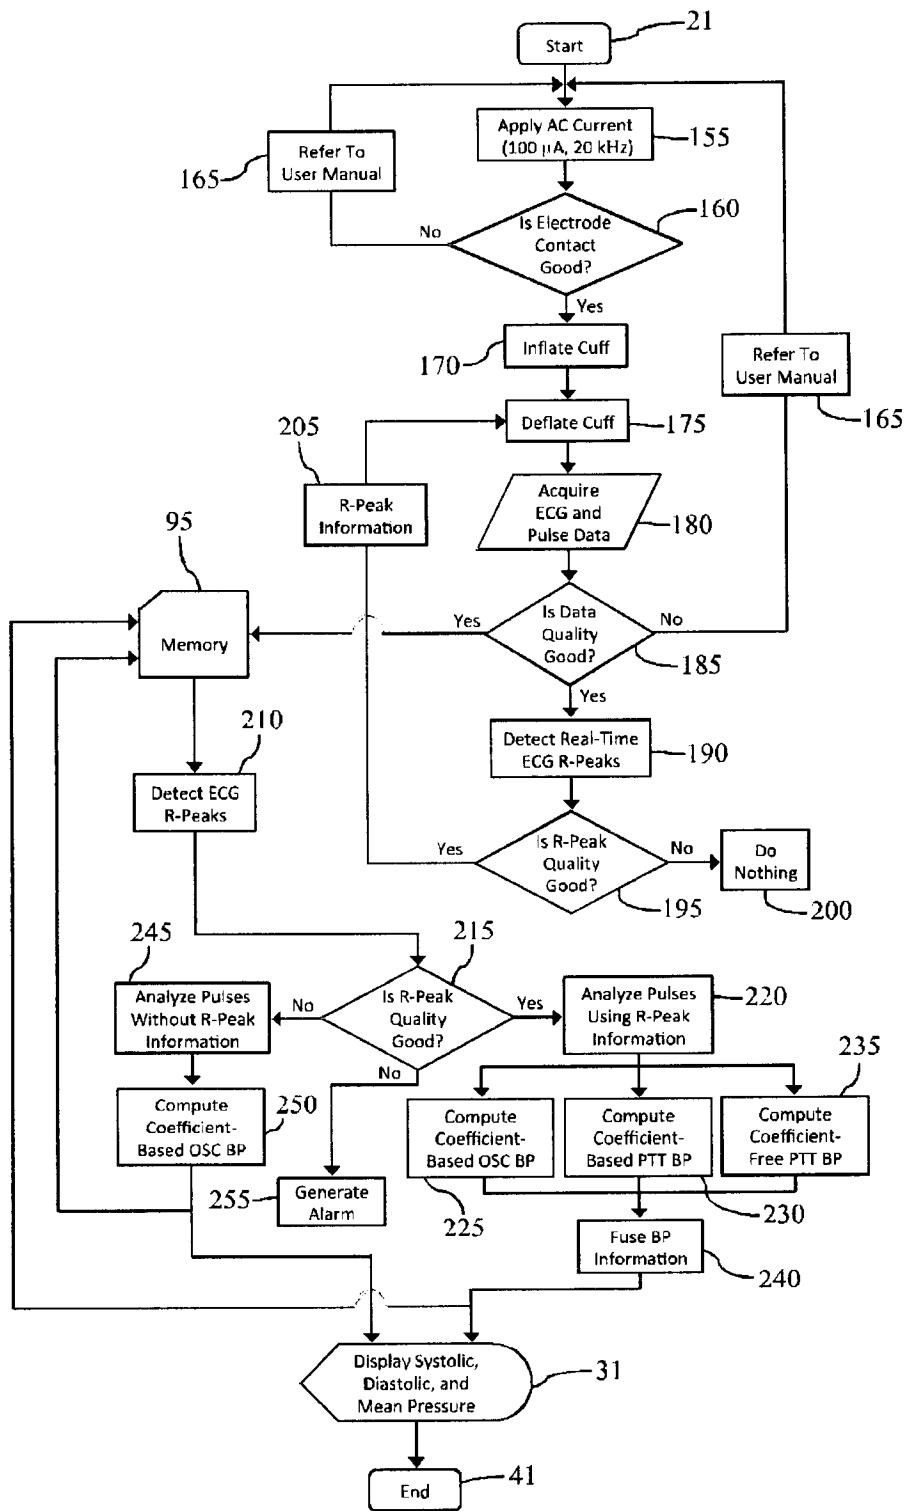 21
Start
Apply AC Current
(100 µA, 20 kHz)
155
Refer To
User Manual
165
160
No
Is Electrode
Contact
Good?
Yes
Inflate Cuff
170
Refer To
User Manual
165
205
Deflate Cuff
175
R-Peak
Information
Acquire
ECG and
Pulse Data
180
95
Memory
Yes
Is Data
Quality
Good?
No
185
Yes
210
Detect Real-Time
ECG R-Peaks
190
Detect ECG
R-Peaks
Yes
Is R-Peak
Quality
Good?
No
Do
Nothing
195
200
245
215
Analyze Pulses
Without R-Peak
Information
No
Is R-Peak
Quality
Good?
Yes
Analyze Pulses
Using R-Peak
Information
220
No
235
Compute
Coefficient-
Based OSC BP
250
Compute
Coefficient-
Based OSC BP
Compute
Coefficient-
Based PTT BP
Compute
Coefficient-
Free PTT BP
255
Generate
Alarm
225
230
Fuse BP
Information
240
Display Systolic,
Diastolic, and
Mean Pressure
31
End
41